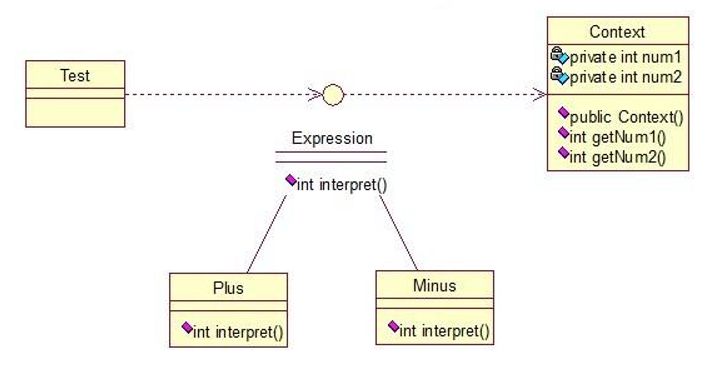 Context
private int num1
private int num2
Test
public Context()
int getNum1()
int getNum2()
Expression
int interpret()
Plus
int interpret()
Minus
int interpret()